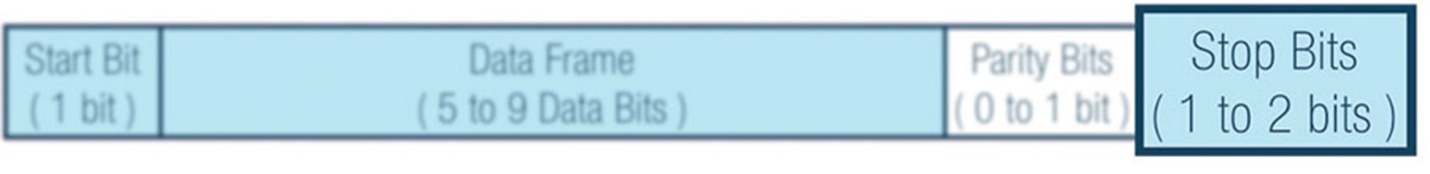 Start Bit
( 1 bit )
Data Frame
( 5 to 9 Data Bits )
Parity Bits
( 0 to 1 bit )
Stop Bits
( 1 to 2 bits )